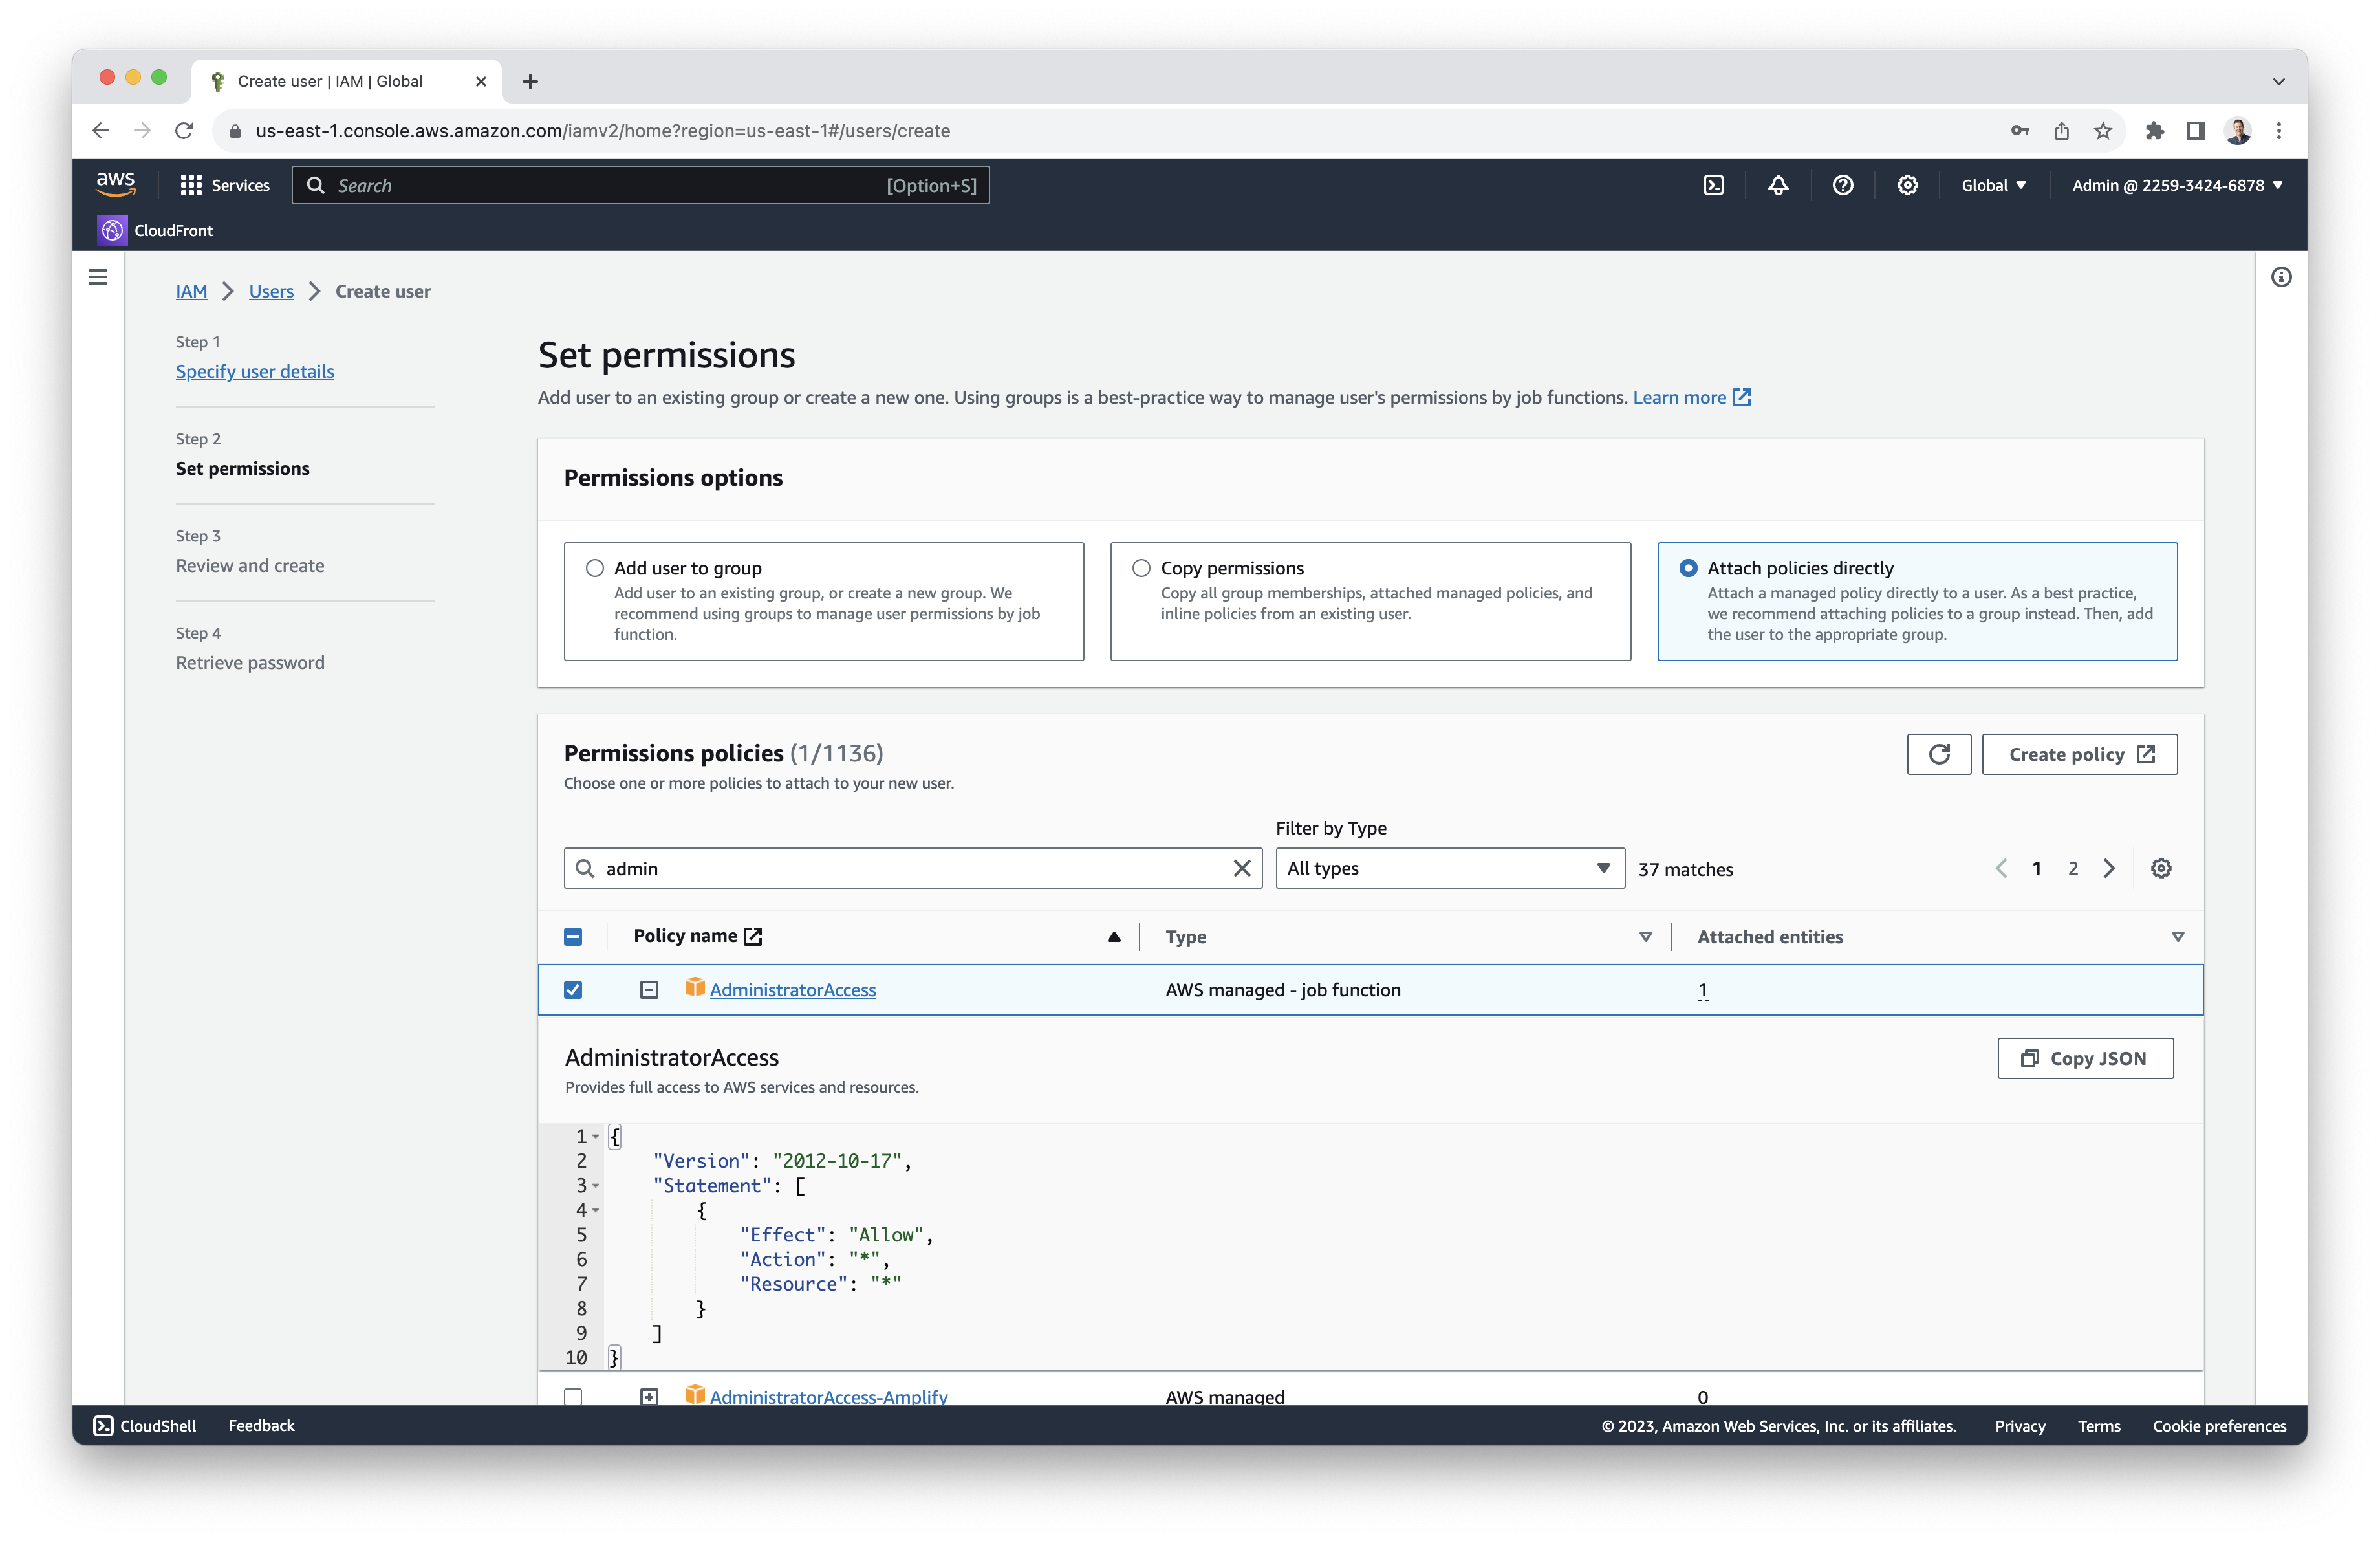 Create user | IAM | Global
us-east-1.console.aws.amazon.com/iamv2/home?region=us-east-1#/users/create
aws
Services
Search
[Option+S]
Global
Admin @ 2259-3424-6878
CloudFront
IAM
Users
Create user
Step 1
Specify user details
Step 2
Set permissions
Step 3
Review and create
Step 4
Retrieve password
Set permissions
Add user to an existing group or create a new one. Using groups is a best-practice way to manage user's permissions by job functions. Learn more
Permissions options
Add user to group
Add user to an existing group, or create a new group. We
recommend using groups to manage user permissions by job
function.
Copy permissions
Copy all group memberships, attached managed policies, and
inline policies from an existing user.
Attach policies directly
Attach a managed policy directly to a user. As a best practice,
we recommend attaching policies to a group instead. Then, add
the user to the appropriate group.
Permissions policies (1/1136)
Choose one or more policies to attach to your new user.
Create policy
Filter by Type
admin
All types
37 matches
1
2
Policy name
Type
Attached entities
AdministratorAccess
AWS managed - job function
1
AdministratorAccess
Provides full access to AWS services and resources.
Copy JSON
1 {
2 "Version": "2012-10-17",
3 "Statement": [
4 {
5 "Effect": "Allow",
6 "Action": "*",
7 "Resource": "*"
8 }
9 ]
10 }
AdministratorAccess-Amplify
AWS managed
0
CloudShell
Feedback
© 2023, Amazon Web Services, Inc. or its affiliates.
Privacy
Terms
Cookie preferences